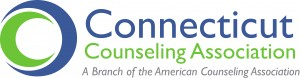 Connecticut
Counseling Association
A Branch of the American Counseling Association